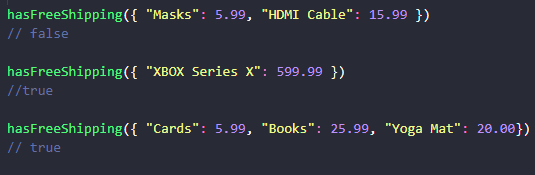 hasFreeShipping({ "Masks": 5.99, "HDMI Cable": 15.99 })
// false
hasFreeShipping({ "XBOX Series X": 599.99 })
//true
hasFreeShipping({ "Cards": 5.99, "Books": 25.99, "Yoga Mat": 20.00})
// true